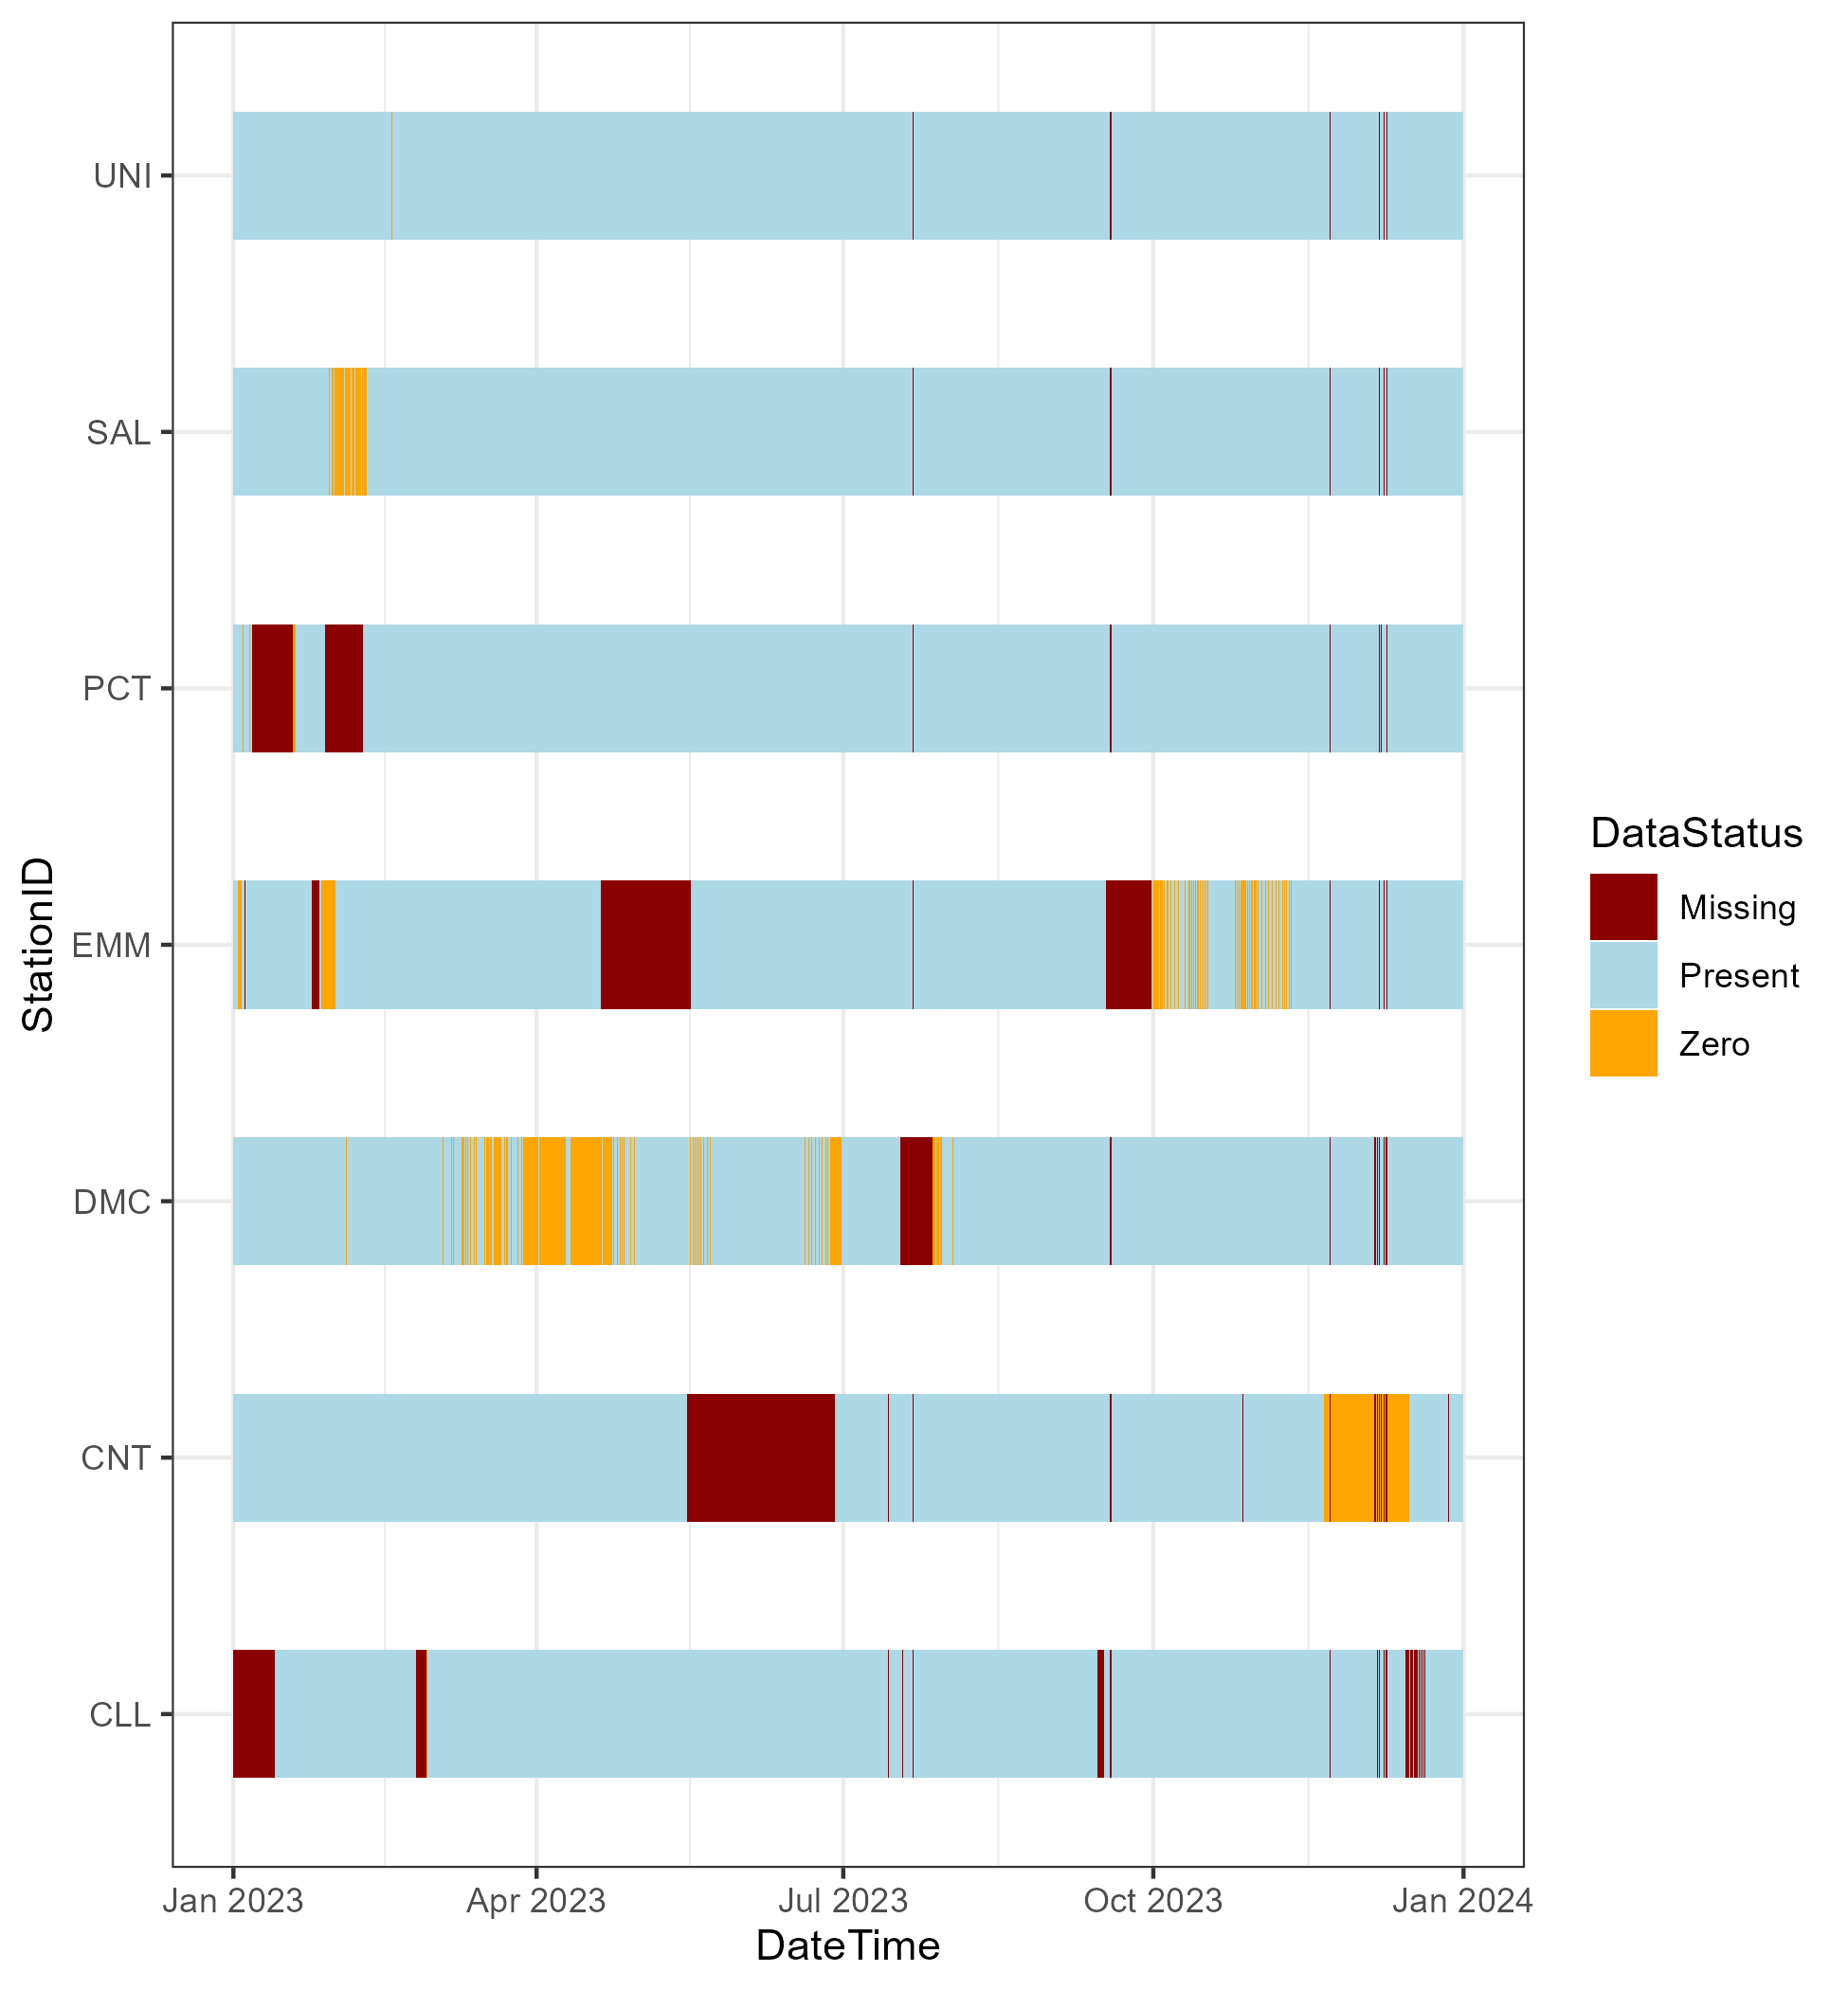 UNI
SAL
PCT
EMM
DMC
CNT
CLL
StationID
Jan 2023
Apr 2023
Jul 2023
Oct 2023
Jan 2024
DateTime
DataStatus
Missing
Present
Zero